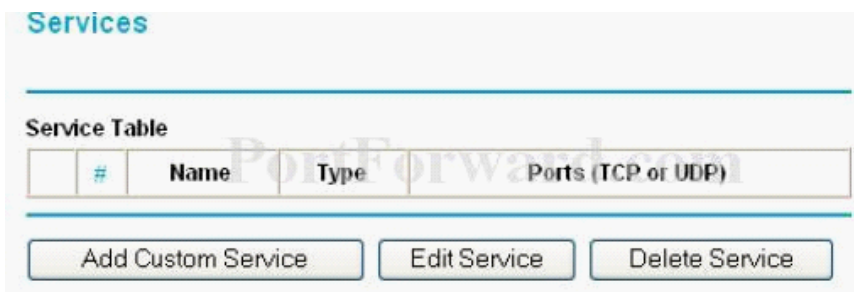 Services
Service Table
PortForward.com
# Name Type Ports (TCP or UDP)
Add Custom Service Edit Service Delete Service